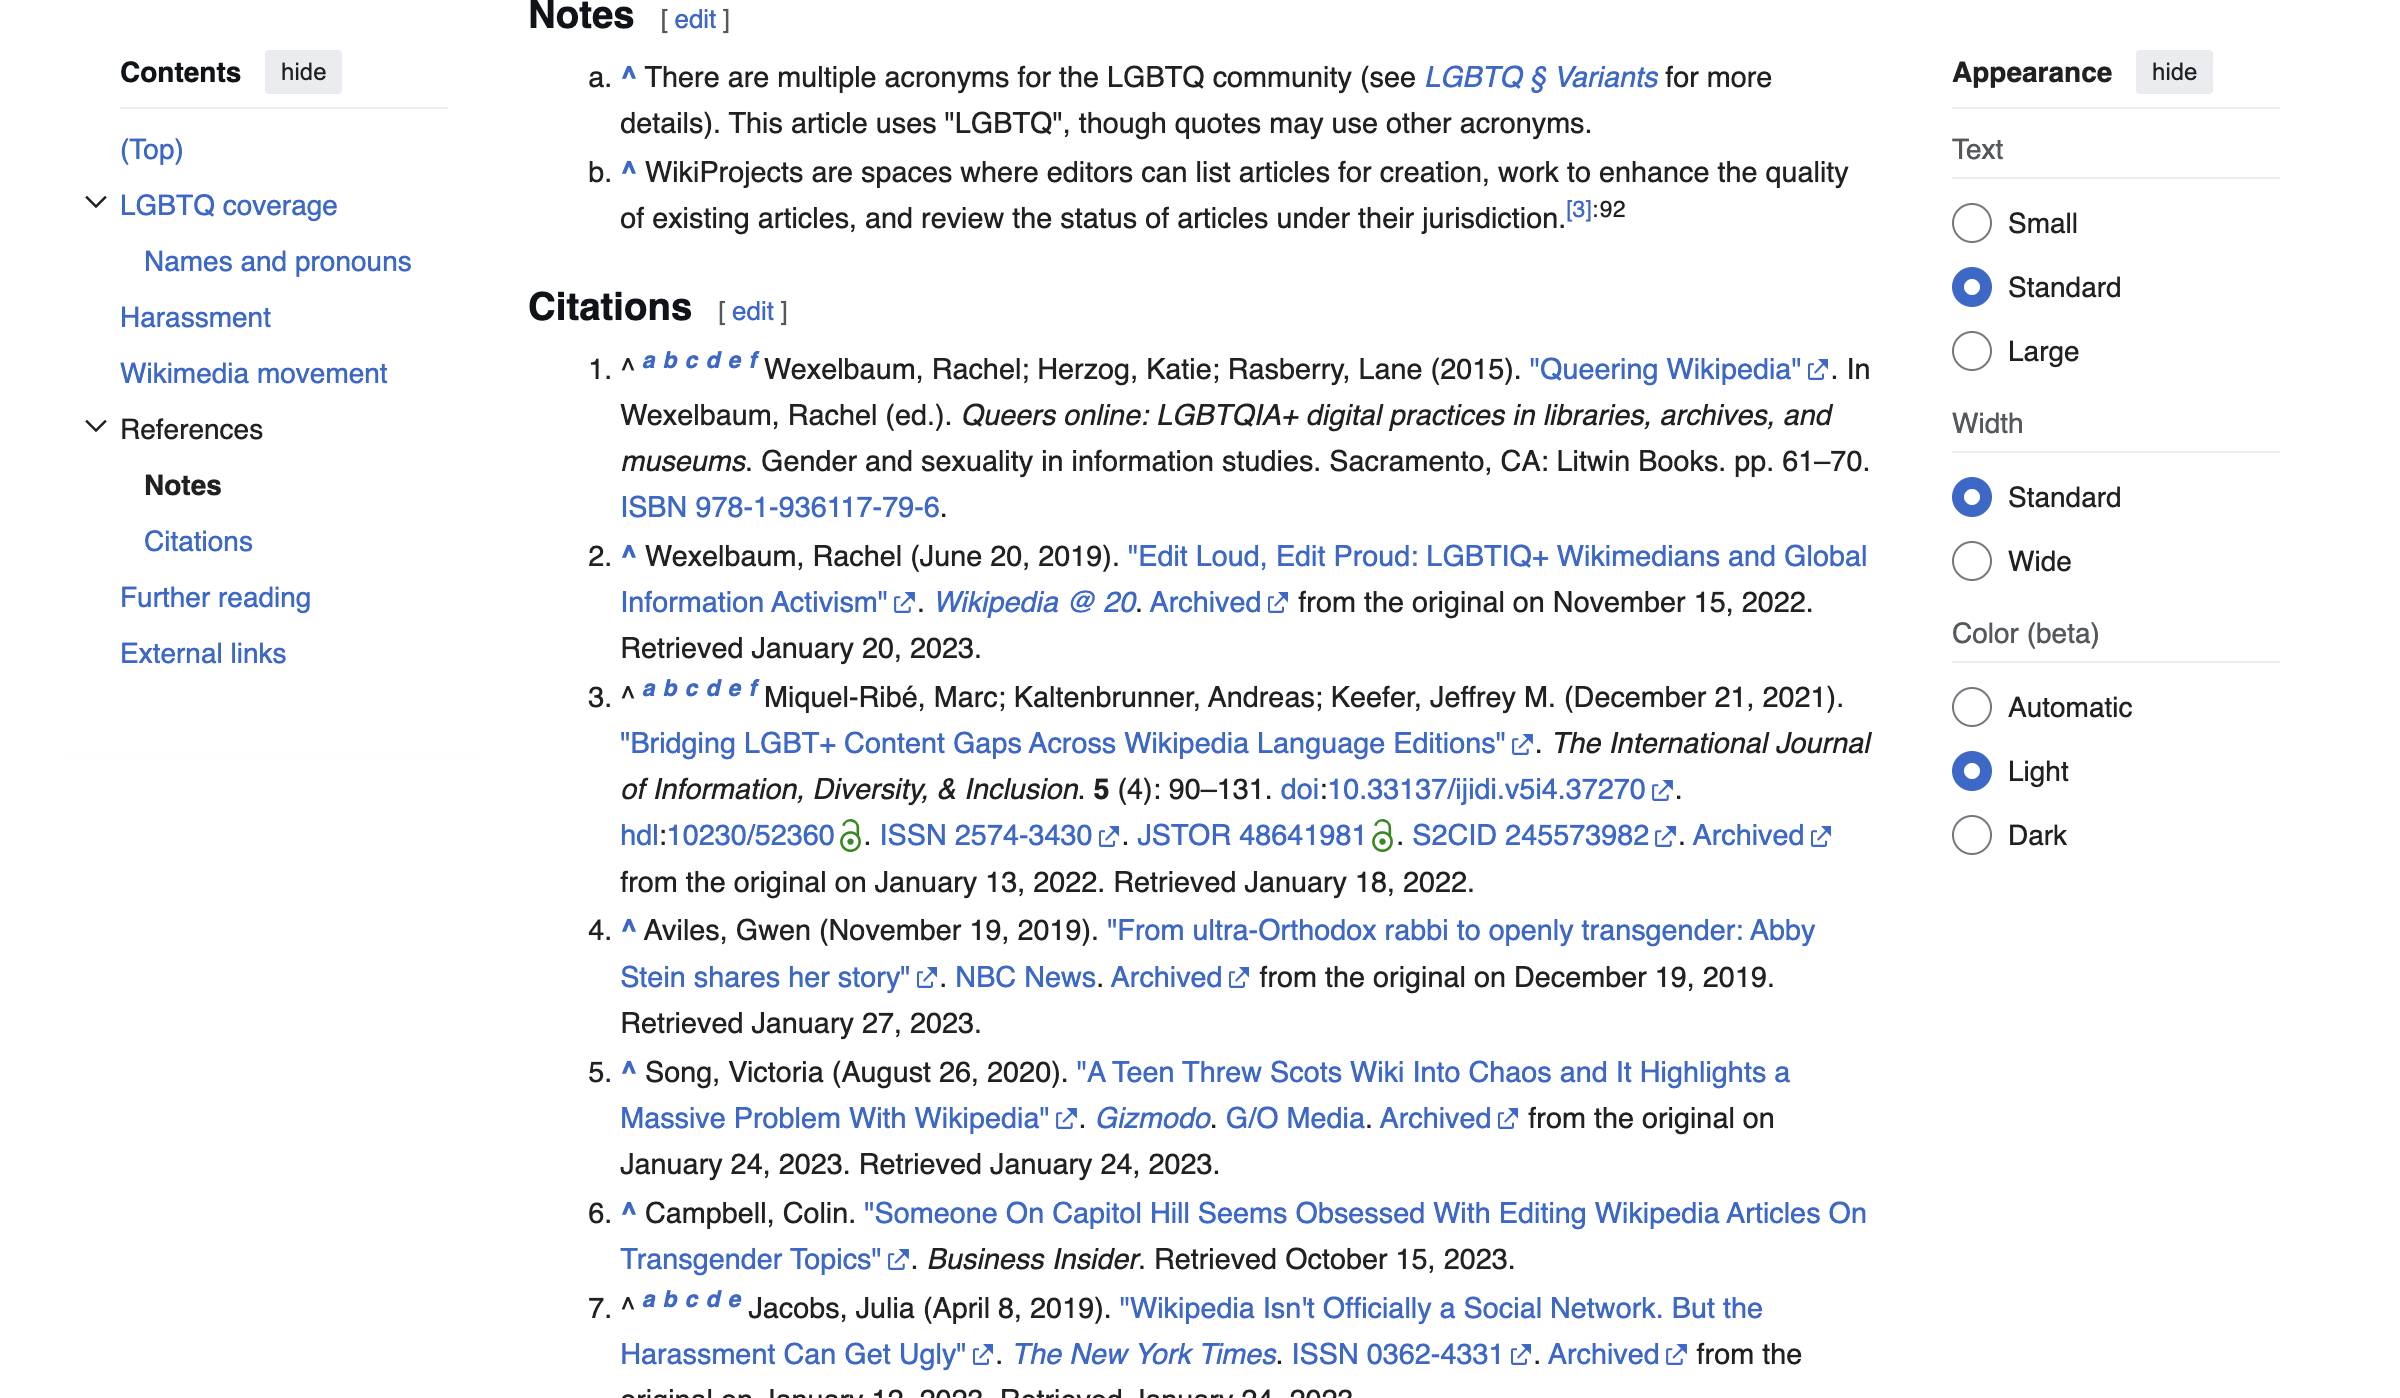 Contents hide
(Top)
LGBTQ coverage
Names and pronouns
Harassment
Wikimedia movement
References
Notes
Citations
Further reading
External links
Notes [ edit ]
a. ^ There are multiple acronyms for the LGBTQ community (see LGBTQ § Variants for more
details). This article uses "LGBTQ", though quotes may use other acronyms.
b. ^ WikiProjects are spaces where editors can list articles for creation, work to enhance the quality
of existing articles, and review the status of articles under their jurisdiction.[3]:92
Citations [ edit ]
1. ^ a b c d e f Wexelbaum, Rachel; Herzog, Katie; Rasberry, Lane (2015). "Queering Wikipedia". In
Wexelbaum, Rachel (ed.). Queers online: LGBTQIA+ digital practices in libraries, archives, and
museums. Gender and sexuality in information studies. Sacramento, CA: Litwin Books. pp. 61–70.
ISBN 978-1-936117-79-6.
2. ^ Wexelbaum, Rachel (June 20, 2019). "Edit Loud, Edit Proud: LGBTIQ+ Wikimedians and Global
Information Activism". Wikipedia @ 20. Archived from the original on November 15, 2022.
Retrieved January 20, 2023.
3. ^ a b c d e f Miquel-Ribé, Marc; Kaltenbrunner, Andreas; Keefer, Jeffrey M. (December 21, 2021).
"Bridging LGBT+ Content Gaps Across Wikipedia Language Editions". The International Journal
of Information, Diversity, & Inclusion. 5 (4): 90–131. doi:10.33137/ijidi.v5i4.37270.
hdl:10230/52360. ISSN 2574-3430. JSTOR 48641981. S2CID 245573982. Archived
from the original on January 13, 2022. Retrieved January 18, 2022.
4. ^ Aviles, Gwen (November 19, 2019). "From ultra-Orthodox rabbi to openly transgender: Abby
Stein shares her story". NBC News. Archived from the original on December 19, 2019.
Retrieved January 27, 2023.
5. ^ Song, Victoria (August 26, 2020). "A Teen Threw Scots Wiki Into Chaos and It Highlights a
Massive Problem With Wikipedia". Gizmodo. G/O Media. Archived from the original on
January 24, 2023. Retrieved January 24, 2023.
6. ^ Campbell, Colin. "Someone On Capitol Hill Seems Obsessed With Editing Wikipedia Articles On
Transgender Topics". Business Insider. Retrieved October 15, 2023.
7. ^ a b c d e Jacobs, Julia (April 8, 2019). "Wikipedia Isn't Officially a Social Network. But the
Harassment Can Get Ugly". The New York Times. ISSN 0362-4331. Archived from the
original on January 12, 2023. Retrieved January 24, 2023.
Appearance hide
Text
Small
Standard
Large
Width
Standard
Wide
Color (beta)
Automatic
Light
Dark